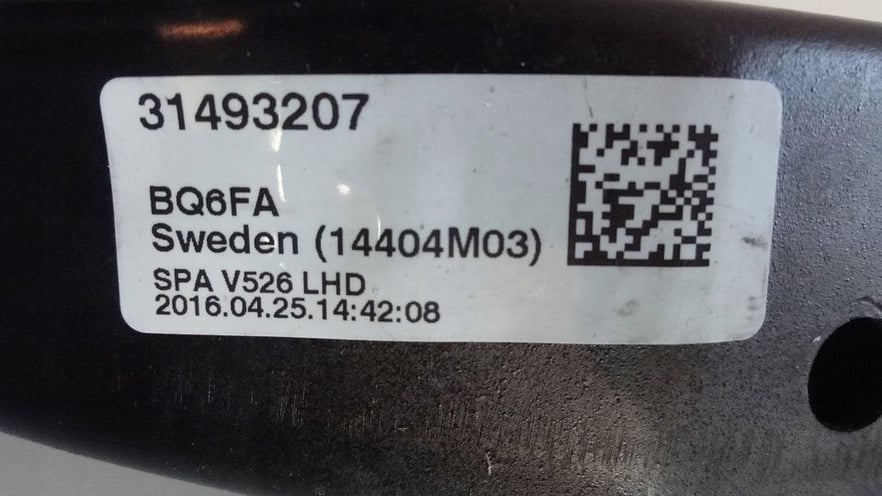 31493207
BQ6FA
Sweden (14404M03)
SPA V526 LHD
2016.04.25.14:42:08